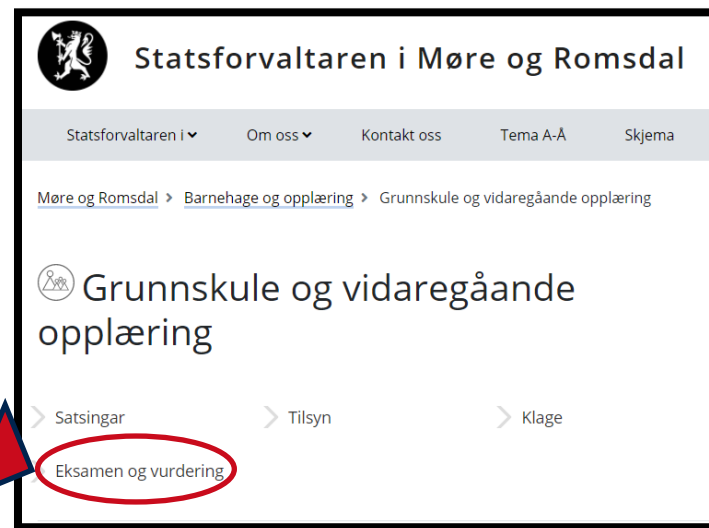 Statsforvaltaren i Møre og Romsdal
Statsforvaltaren i Om oss Kontakt oss Tema A-Å Skjema
Møre og Romsdal > Barnehage og opplæring > Grunnskule og vidaregåande opplæring
Grunnskule og vidaregåande
opplæring
Satsingar Tilsyn Klage
Eksamen og vurdering